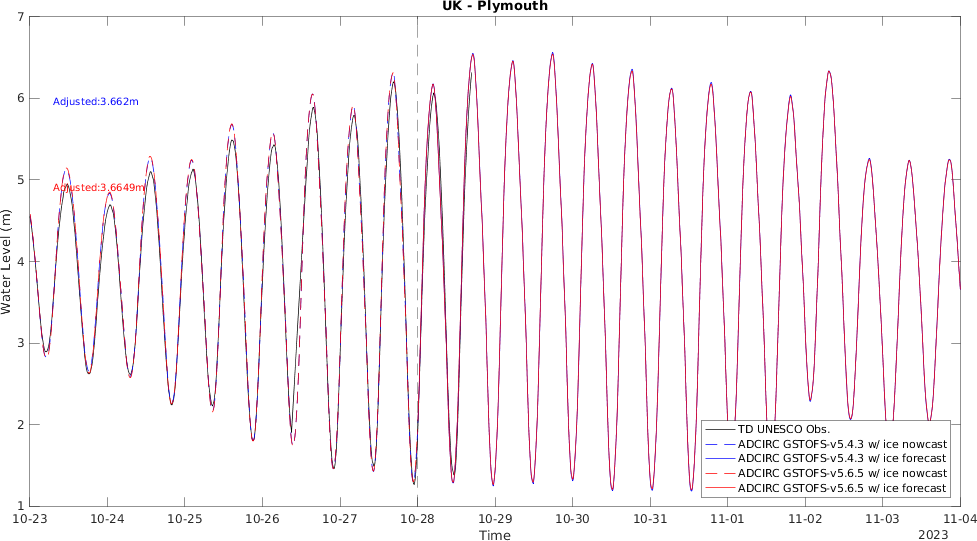 UK - Plymouth
7
6
5
4
3
2
1
Water Level (m)
Adjusted:3.662m
Adjusted:3.6649m
TD UNESCO Obs.
ADCIRC GSTOFS-v5.4.3 w/ ice nowcast
ADCIRC GSTOFS-v5.4.3 w/ ice forecast
ADCIRC GSTOFS-v5.6.5 w/ ice nowcast
ADCIRC GSTOFS-v5.6.5 w/ ice forecast
10-23 10-24 10-25 10-26 10-27 10-28 10-29 10-30 10-31 11-01 11-02 11-03 11-04
Time
2023